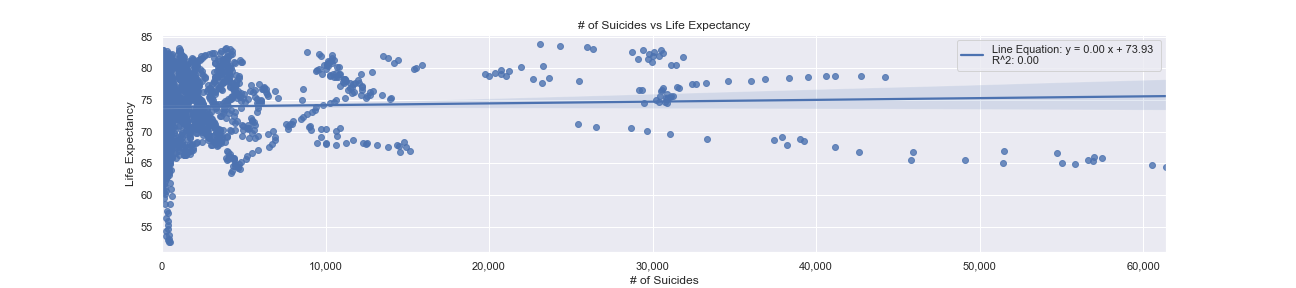 # of Suicides vs Life Expectancy
Line Equation: y = 0.00 x + 73.93
R^2: 0.00
Life Expectancy
85
80
75
70
65
60
55
0 10,000 20,000 30,000 40,000 50,000 60,000
# of Suicides